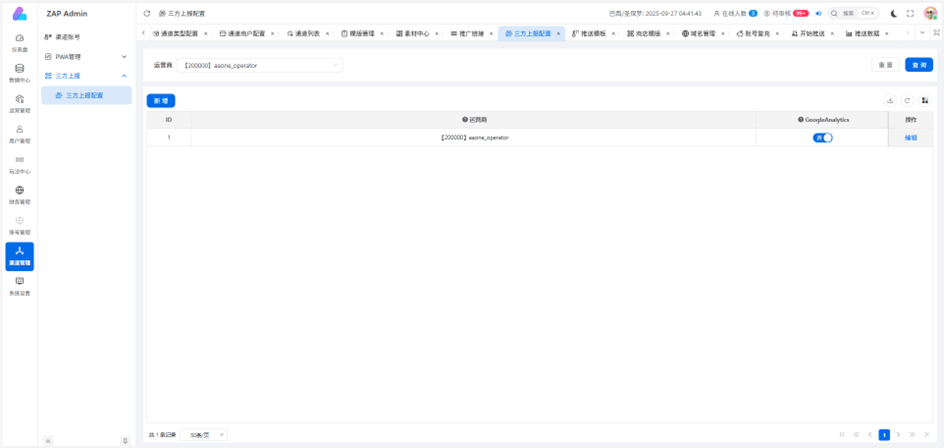 ZAP Admin
三方上报配置
巴西/圣保罗: 2025-09-27 04:41:43
在线人数 3
待审核 99+
搜索 Ctrl K
通道类型配置 ×
通道商户配置 ×
通道列表 ×
模版管理 ×
素材中心 ×
推广链接 ×
三方上报配置 ×
推送模板 ×
商店模版 ×
域名管理 ×
账号复充 ×
开始推送 ×
推送数据 ×
仪表盘
数据中心
运营管理
用户管理
玩法中心
财务管理
账号管理
渠道管理
系统设置
渠道账号
PWA管理
三方上报
三方上报配置
运营商 【200000】aaone_operator
重 置
查 询
新 增
ID 运营商 GoogleAnalytics 操作
1 【200000】aaone_operator 开 编辑
共 1 条记录 50条/页
1